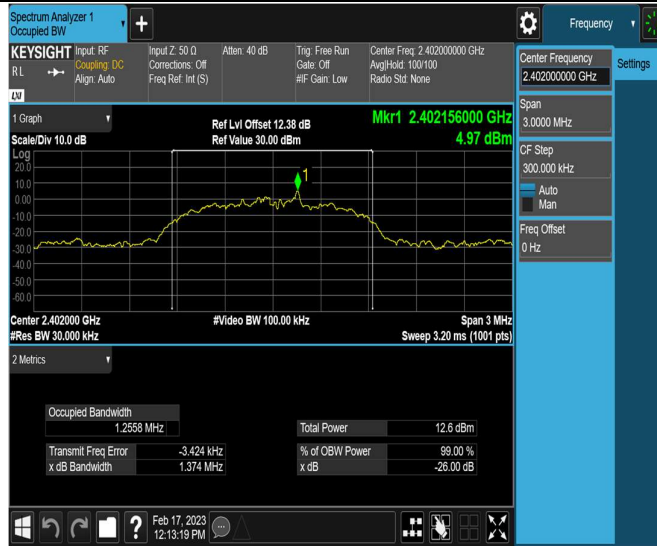 Spectrum Analyzer 1
Occupied BW
Frequency
KEYSIGHT
R L
LXI
Input: RF
Coupling: DC
Align: Auto
Input Z: 50 Ω
Corrections: Off
Freq Ref: Int (S)
Atten: 40 dB
Trig: Free Run
Gate: Off
#IF Gain: Low
Center Freq: 2.402000000 GHz
Avg|Hold: 100/100
Radio Std: None
Center Frequency
2.402000000 GHz
Settings
Span
3.0000 MHz
CF Step
300.000 kHz
Auto
Man
Freq Offset
0 Hz
1 Graph
Scale/Div 10.0 dB
Ref Lvl Offset 12.38 dB
Ref Value 30.00 dBm
Mkr1 2.402156000 GHz
4.97 dBm
Log
20.0
10.0
0.00
-10.0
-20.0
-30.0
-40.0
-50.0
-60.0
1
Center 2.402000 GHz
#Res BW 30.000 kHz
#Video BW 100.00 kHz
Span 3 MHz
Sweep 3.20 ms (1001 pts)
2 Metrics
Occupied Bandwidth
1.2558 MHz
Total Power 12.6 dBm
Transmit Freq Error -3.424 kHz
% of OBW Power 99.00 %
x dB Bandwidth 1.374 MHz
x dB -26.00 dB
?
Feb 17, 2023
12:13:19 PM